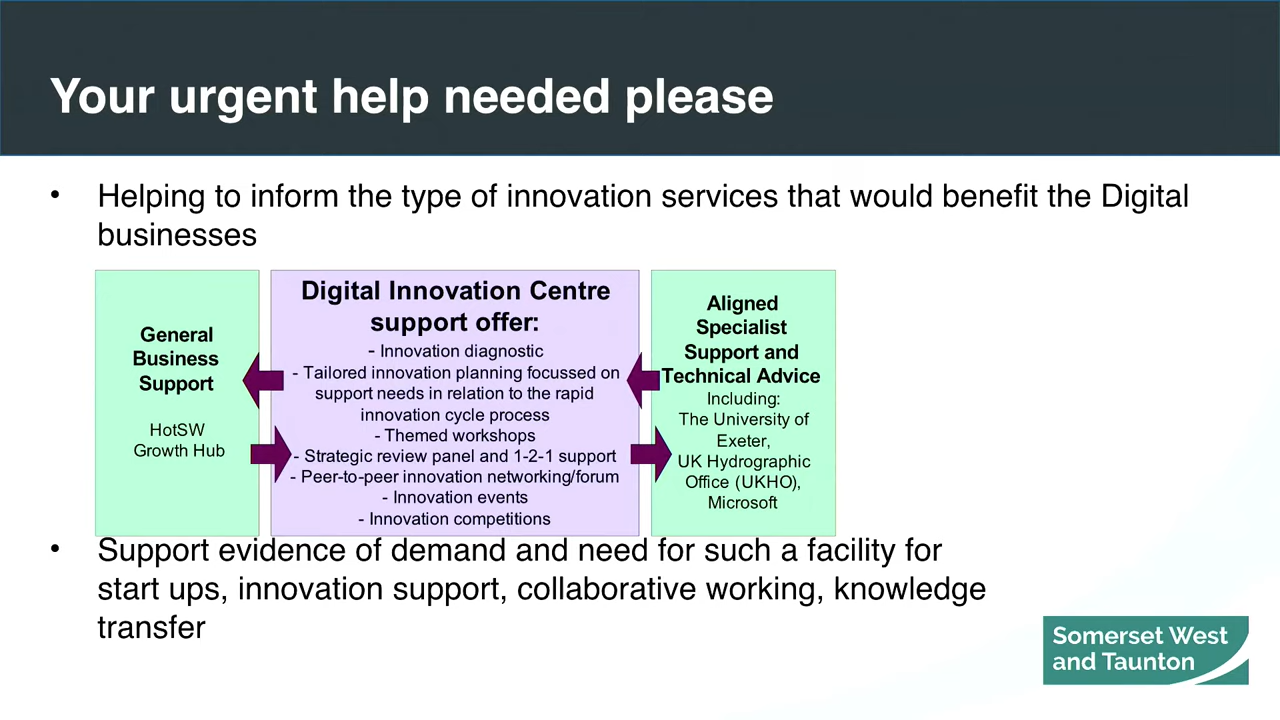 Your urgent help needed please
• Helping to inform the type of innovation services that would benefit the Digital
businesses
General
Business
Support
HotSW
Growth Hub
Digital Innovation Centre
support offer:
- Innovation diagnostic
- Tailored innovation planning focussed on
support needs in relation to the rapid
innovation cycle process
- Themed workshops
- Strategic review panel and 1-2-1 support
- Peer-to-peer innovation networking/forum
- Innovation events
- Innovation competitions
Aligned
Specialist
Support and
Technical Advice
Including:
The University of
Exeter,
UK Hydrographic
Office (UKHO),
Microsoft
• Support evidence of demand and need for such a facility for
start ups, innovation support, collaborative working, knowledge
transfer
Somerset West
and Taunton